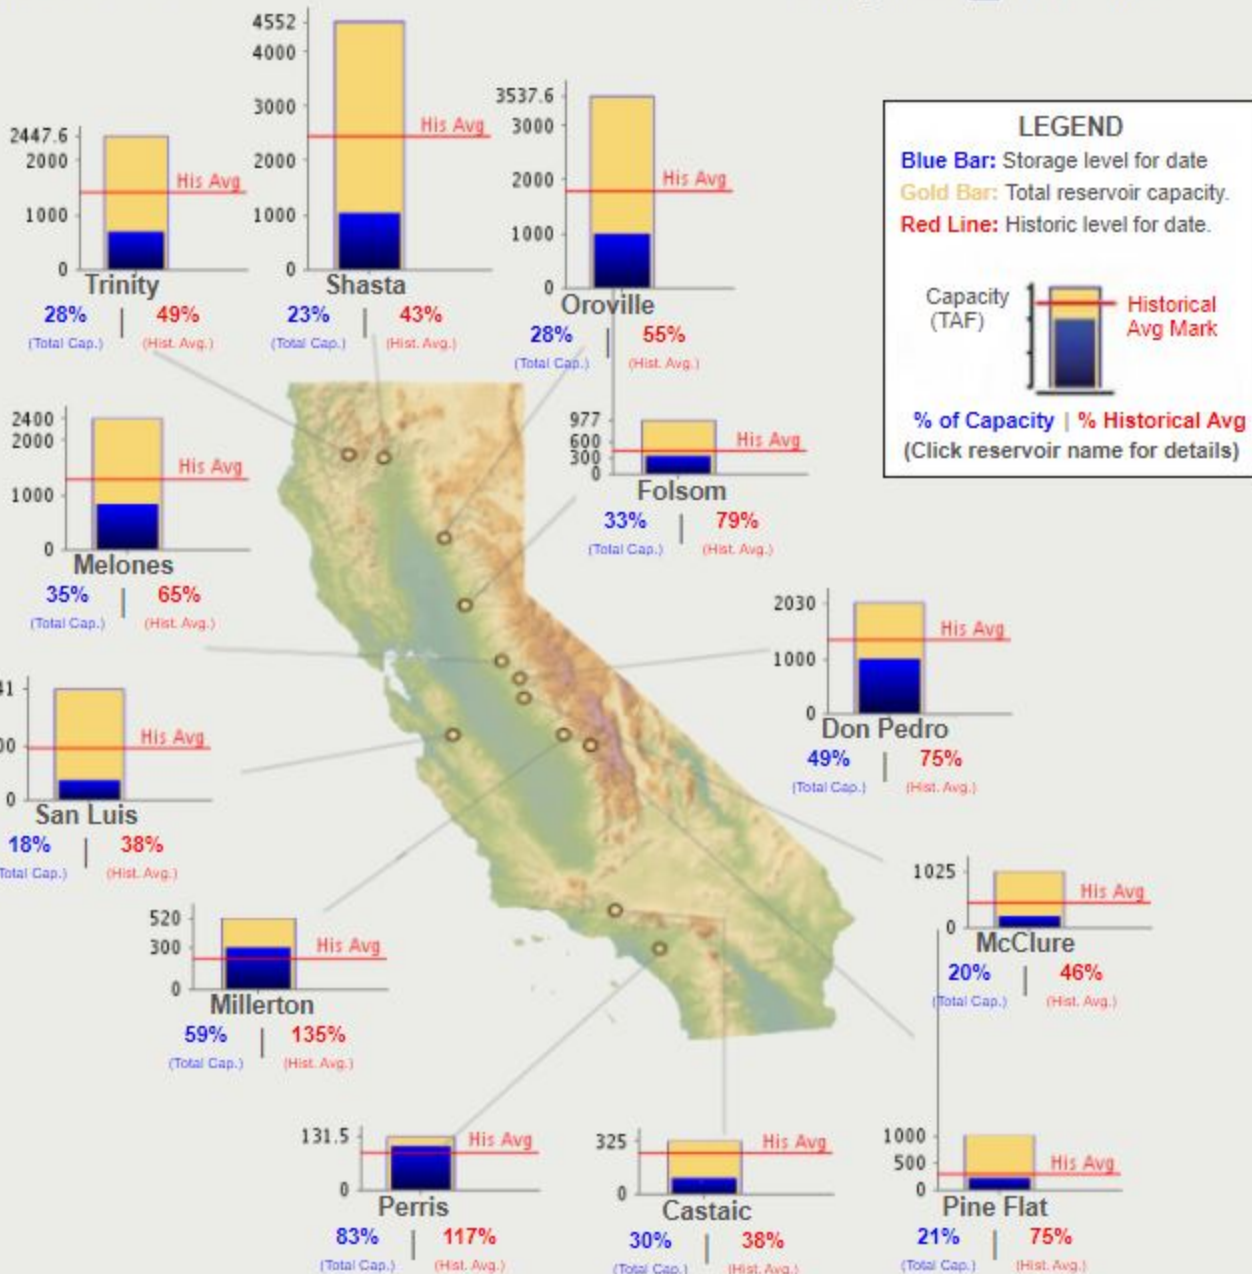 4552
4000
3000
2000
1000
0
His Avg
Shasta
23% | 43%
(Total Cap.) (Hist. Avg.)
2447.6
2000
1000
0
His Avg
Trinity
28% | 49%
(Total Cap.) (Hist. Avg.)
3537.6
3000
2000
1000
0
His Avg
Oroville
28% | 55%
(Total Cap.) (Hist. Avg.)
LEGEND
Blue Bar: Storage level for date
Gold Bar: Total reservoir capacity.
Red Line: Historic level for date.
Capacity
(TAF)
Historical
Avg Mark
% of Capacity | % Historical Avg
(Click reservoir name for details)
2400
2000
1000
0
His Avg
Melones
35% | 65%
(Total Cap.) (Hist. Avg.)
977
600
300
0
His Avg
Folsom
33% | 79%
(Total Cap.) (Hist. Avg.)
2030
1000
0
His Avg
Don Pedro
49% | 75%
(Total Cap.) (Hist. Avg.)
41
00
0
His Avg
San Luis
18% | 38%
Total Cap.) (Hist. Avg.)
1025
0
His Avg
McClure
20% | 46%
(Total Cap.) (Hist. Avg.)
520
300
0
His Avg
Millerton
59% | 135%
(Total Cap.) (Hist. Avg.)
131.5
0
His Avg
Perris
83% | 117%
(Total Cap.) (Hist. Avg.)
325
0
His Avg
Castaic
30% | 38%
(Total Cap.) (Hist. Avg.)
1000
500
0
His Avg
Pine Flat
21% | 75%
(Total Cap.) (Hist. Avg.)